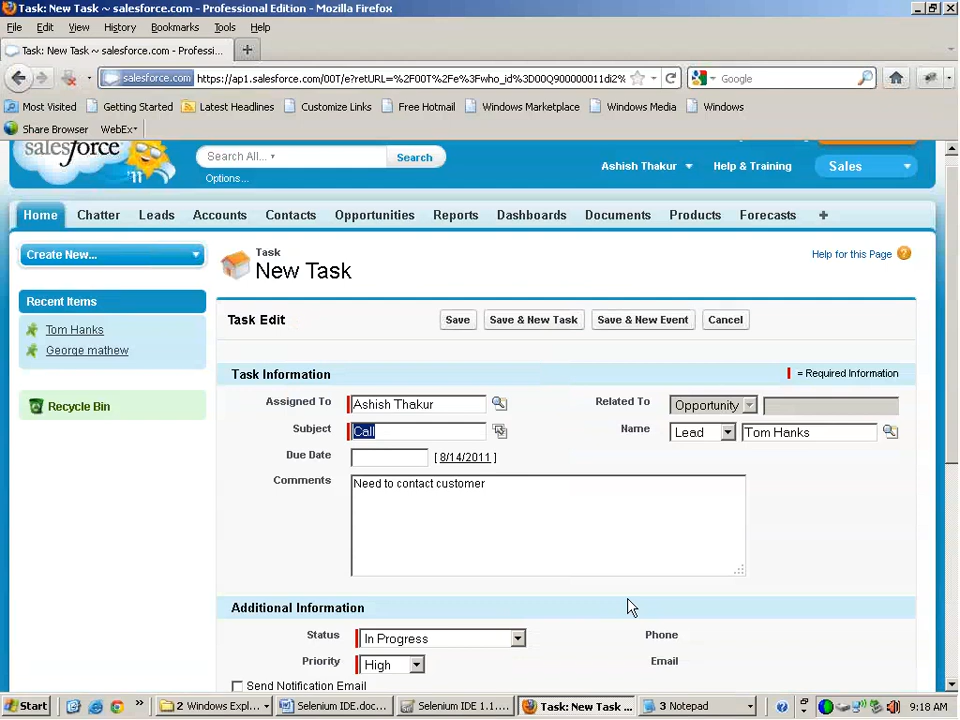 Task: New Task ~ salesforce.com - Professional Edition - Mozilla Firefox
File Edit View History Bookmarks Tools Help
Task: New Task ~ salesforce.com - Professi...
salesforce.com https://ap1.salesforce.com/00T/e?retURL=%2F00T%2Fe%3Fwho_id%3D00Q900000011di2% Google
Most Visited Getting Started Latest Headlines Customize Links Free Hotmail Windows Marketplace Windows Media Windows
Share Browser WebEx
salesforce '11 Search All... Search
Options...
Ashish Thakur Help & Training Sales
Home Chatter Leads Accounts Contacts Opportunities Reports Dashboards Documents Products Forecasts +
Create New...
Recent Items
Tom Hanks
George mathew
Recycle Bin
Task
New Task
Help for this Page ?
Task Edit Save Save & New Task Save & New Event Cancel
Task Information = Required Information
Assigned To Ashish Thakur Related To Opportunity
Subject Call Name Lead Tom Hanks
Due Date [ 8/14/2011 ]
Comments Need to contact customer
Additional Information
Status In Progress Phone
Priority High Email
Send Notification Email
Start 2 Windows Expl... Selenium IDE.doc... Selenium IDE 1.1.... Task: New Task ... 3 Notepad 9:18 AM